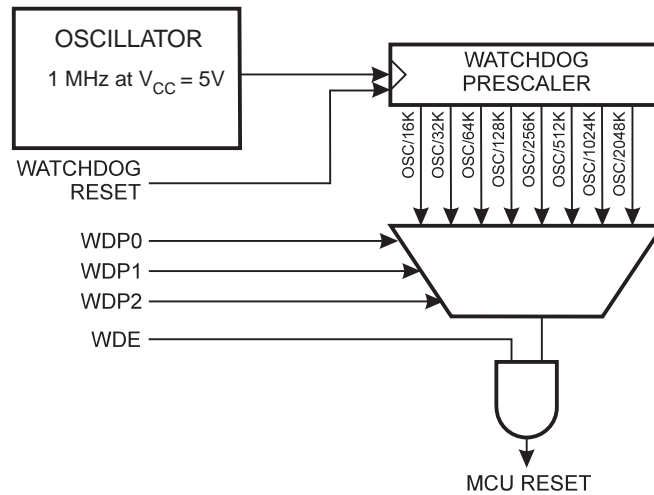 OSCILLATOR
1 MHz at VCC = 5V
WATCHDOG
PRESCALER
OSC/16K
OSC/32K
OSC/64K
OSC/128K
OSC/256K
OSC/512K
OSC/1024K
OSC/2048K
WATCHDOG
RESET
WDP0
WDP1
WDP2
WDE
MCU RESET